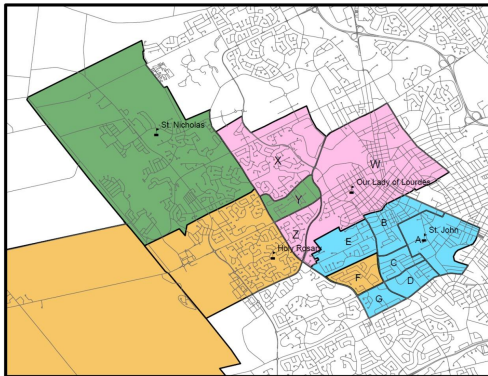 St. Nicholas
X
W
Our Lady of Lourdes
Y
Z
B
St. John
A
E
Holy Rosary
C
F
D
G